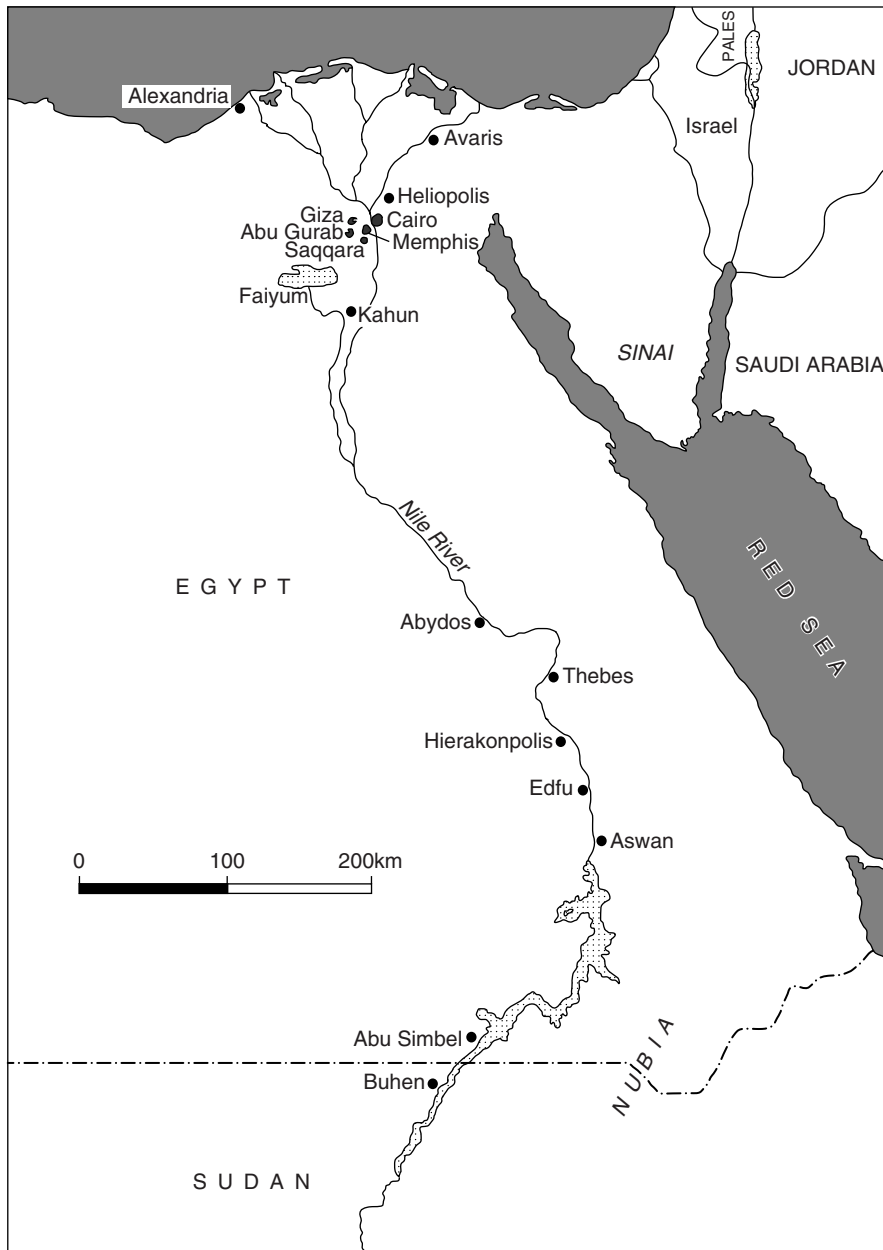 PALES
JORDAN
Alexandria
Israel
Avaris
Heliopolis
Giza
Cairo
Abu Gurab
Memphis
Saqqara
Faiyum
Kahun
SINAI
SAUDI ARABIA
Nile River
RED SEA
EGYPT
Abydos
Thebes
Hierakonpolis
Edfu
Aswan
0 100 200km
Abu Simbel
NUBIA
Buhen
SUDAN